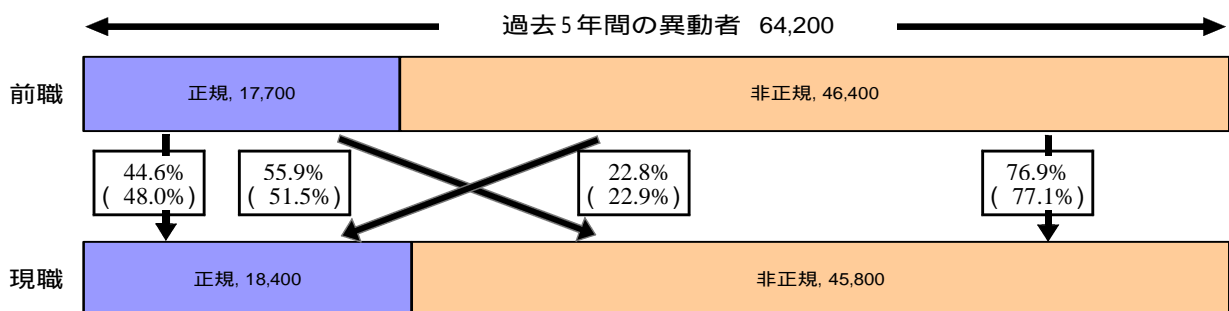 過去5年間の異動者 64,200
前職
正規, 17,700
非正規, 46,400
44.6%
( 48.0%)
55.9%
( 51.5%)
22.8%
( 22.9%)
76.9%
( 77.1%)
現職
正規, 18,400
非正規, 45,800